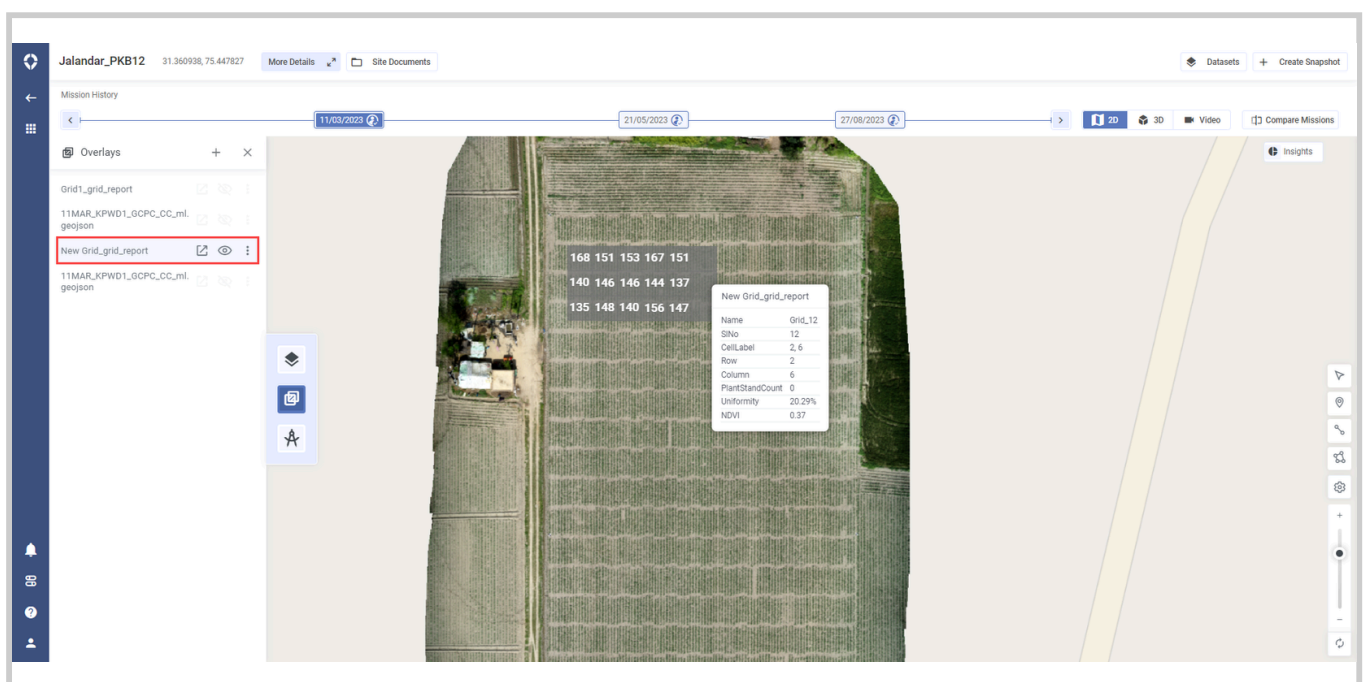 Jalandar_PKB12 31.360938, 75.447827 More Details Site Documents Datasets + Create Snapshot
Mission History
11/03/2023 21/05/2023 27/08/2023 2D 3D Video Compare Missions
Overlays
Insights
Grid1_grid_report
11MAR_KPWD1_GCPC_CC_ml.
geojson
New Grid_grid_report
11MAR_KPWD1_GCPC_CC_ml.
geojson
168 151 153 167 151
140 146 146 144 137
135 148 140 156 147
New Grid_grid_report
Name Grid_12
SlNo 12
CellLabel 2, 6
Row 2
Column 6
PlantStandCount 0
Uniformity 20.29%
NDVI 0.37